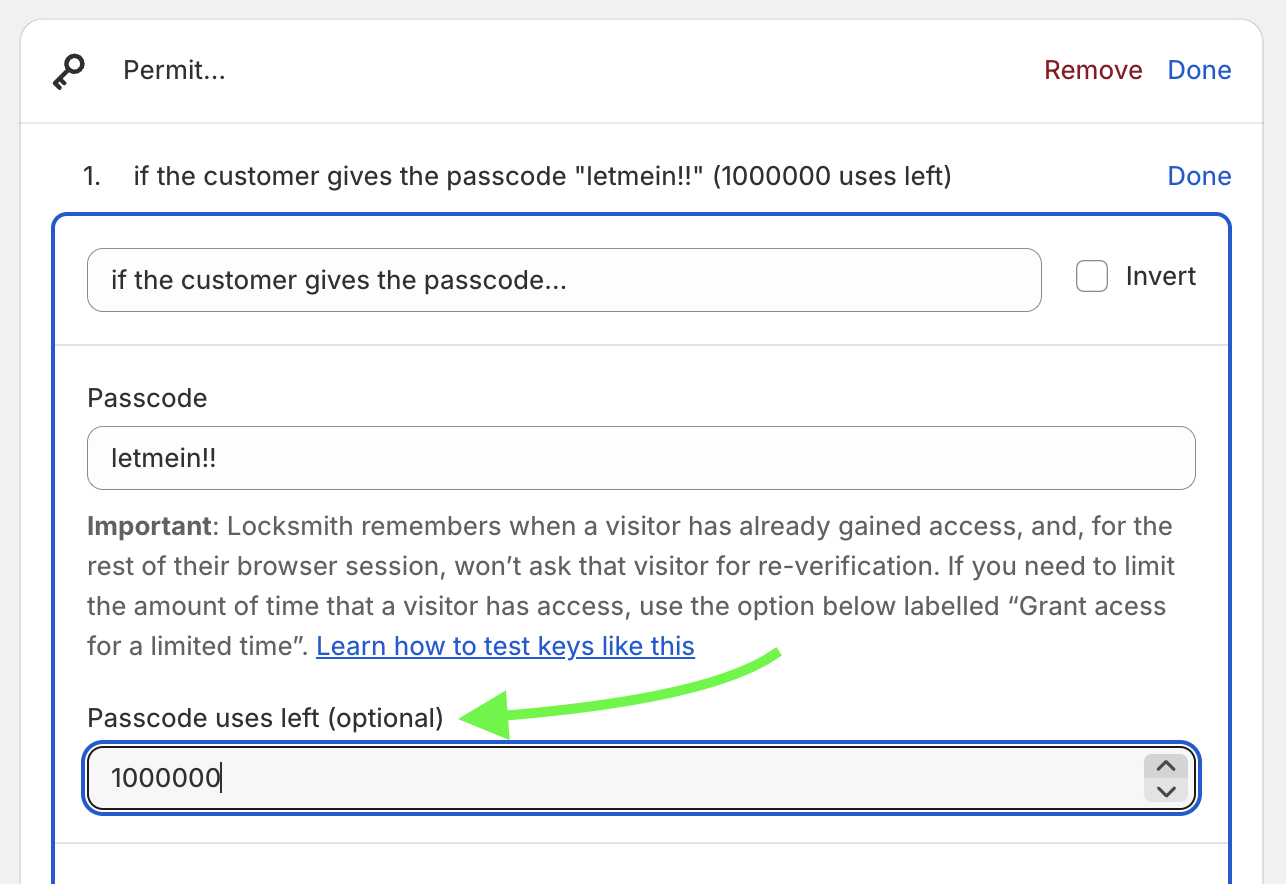 Permit...
Remove
Done
1. if the customer gives the passcode "letmein!!" (1000000 uses left)
Done
if the customer gives the passcode...
Invert
Passcode
letmein!!
Important: Locksmith remembers when a visitor has already gained access, and, for the
rest of their browser session, won’t ask that visitor for re-verification. If you need to limit
the amount of time that a visitor has access, use the option below labelled “Grant acess
for a limited time”. Learn how to test keys like this
Passcode uses left (optional)
1000000